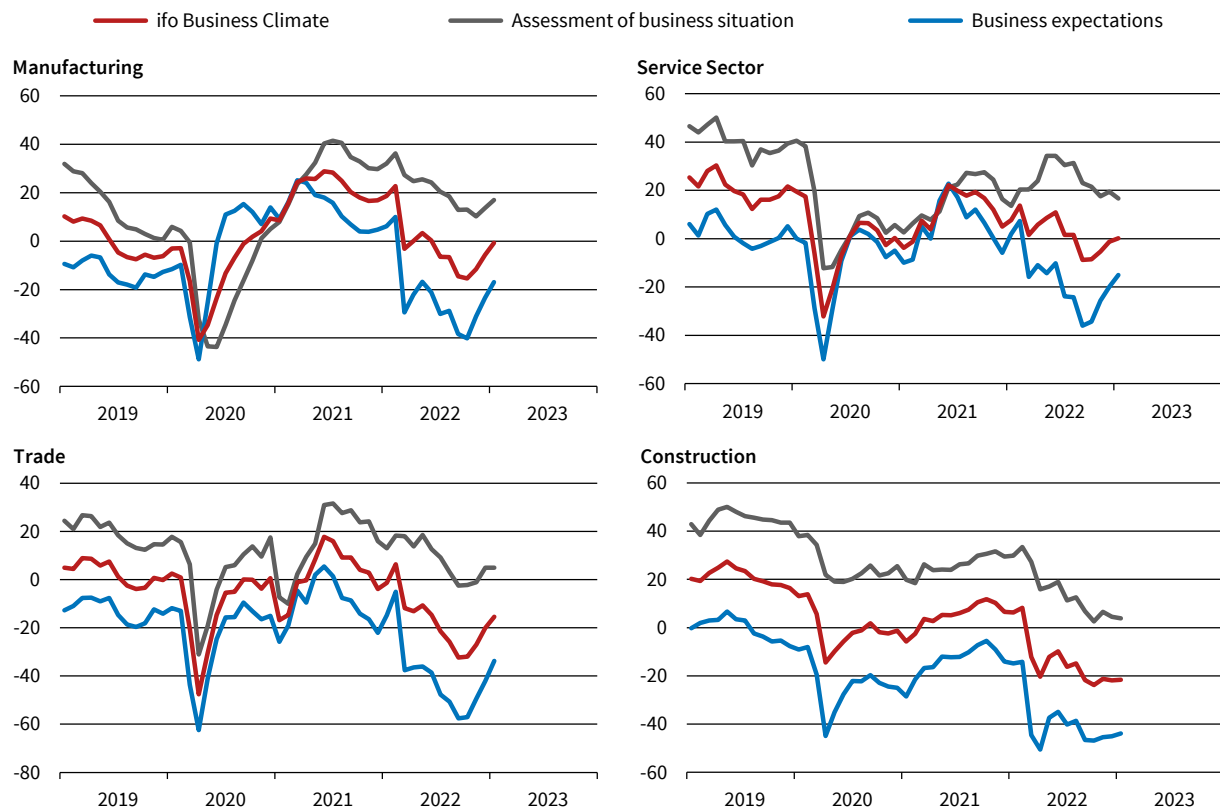 ifo Business Climate
Assessment of business situation
Business expectations
Manufacturing
60
40
20
0
-20
-40
-60
2019 2020 2021 2022 2023
Service Sector
60
40
20
0
-20
-40
-60
2019 2020 2021 2022 2023
Trade
40
20
0
-20
-40
-60
-80
2019 2020 2021 2022 2023
Construction
60
40
20
0
-20
-40
-60
2019 2020 2021 2022 2023